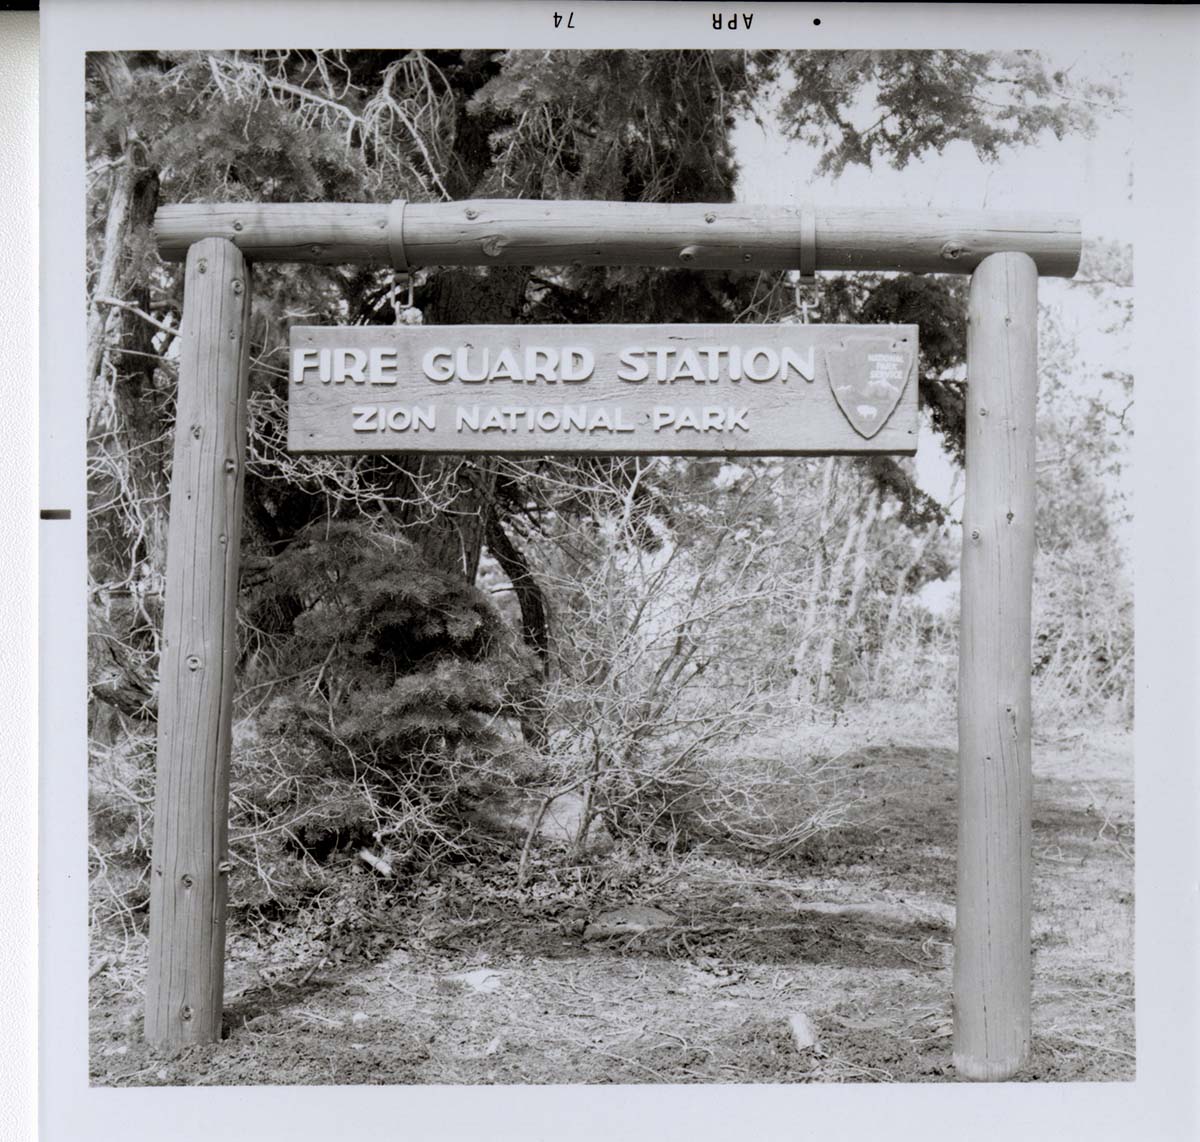 APR 74
FIRE GUARD STATION
ZION NATIONAL PARK
NATIONAL
PARK
SERVICE